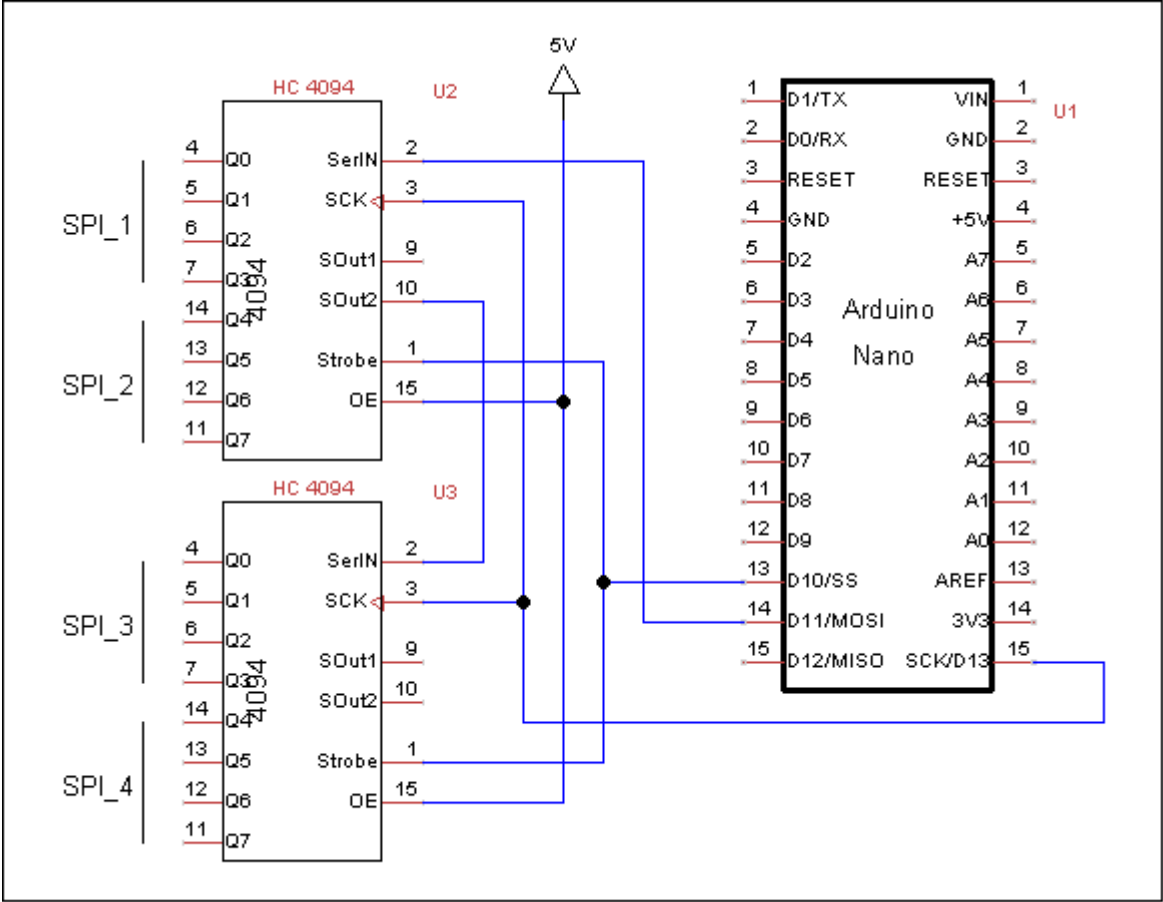 5V
HC 4094
U2
4 Q0 SerIN 2
5 Q1 SCK 3
6 Q2
SOut1 9
7 Q3
SOut2 10
14 Q4
4094
13 Q5 Strobe 1
12 Q6 OE 15
11 Q7
SPI_1
SPI_2
HC 4094
U3
4 Q0 SerIN 2
5 Q1 SCK 3
6 Q2
SOut1 9
7 Q3
SOut2 10
14 Q4
4094
13 Q5 Strobe 1
12 Q6 OE 15
11 Q7
SPI_3
SPI_4
U1
Arduino
Nano
1 D1/TX VIN 1
2 D0/RX GND 2
3 RESET RESET 3
4 GND +5V 4
5 D2 A7 5
6 D3 A6 6
7 D4 A5 7
8 D5 A4 8
9 D6 A3 9
10 D7 A2 10
11 D8 A1 11
12 D9 A0 12
13 D10/SS AREF 13
14 D11/MOSI 3V3 14
15 D12/MISO SCK/D13 15